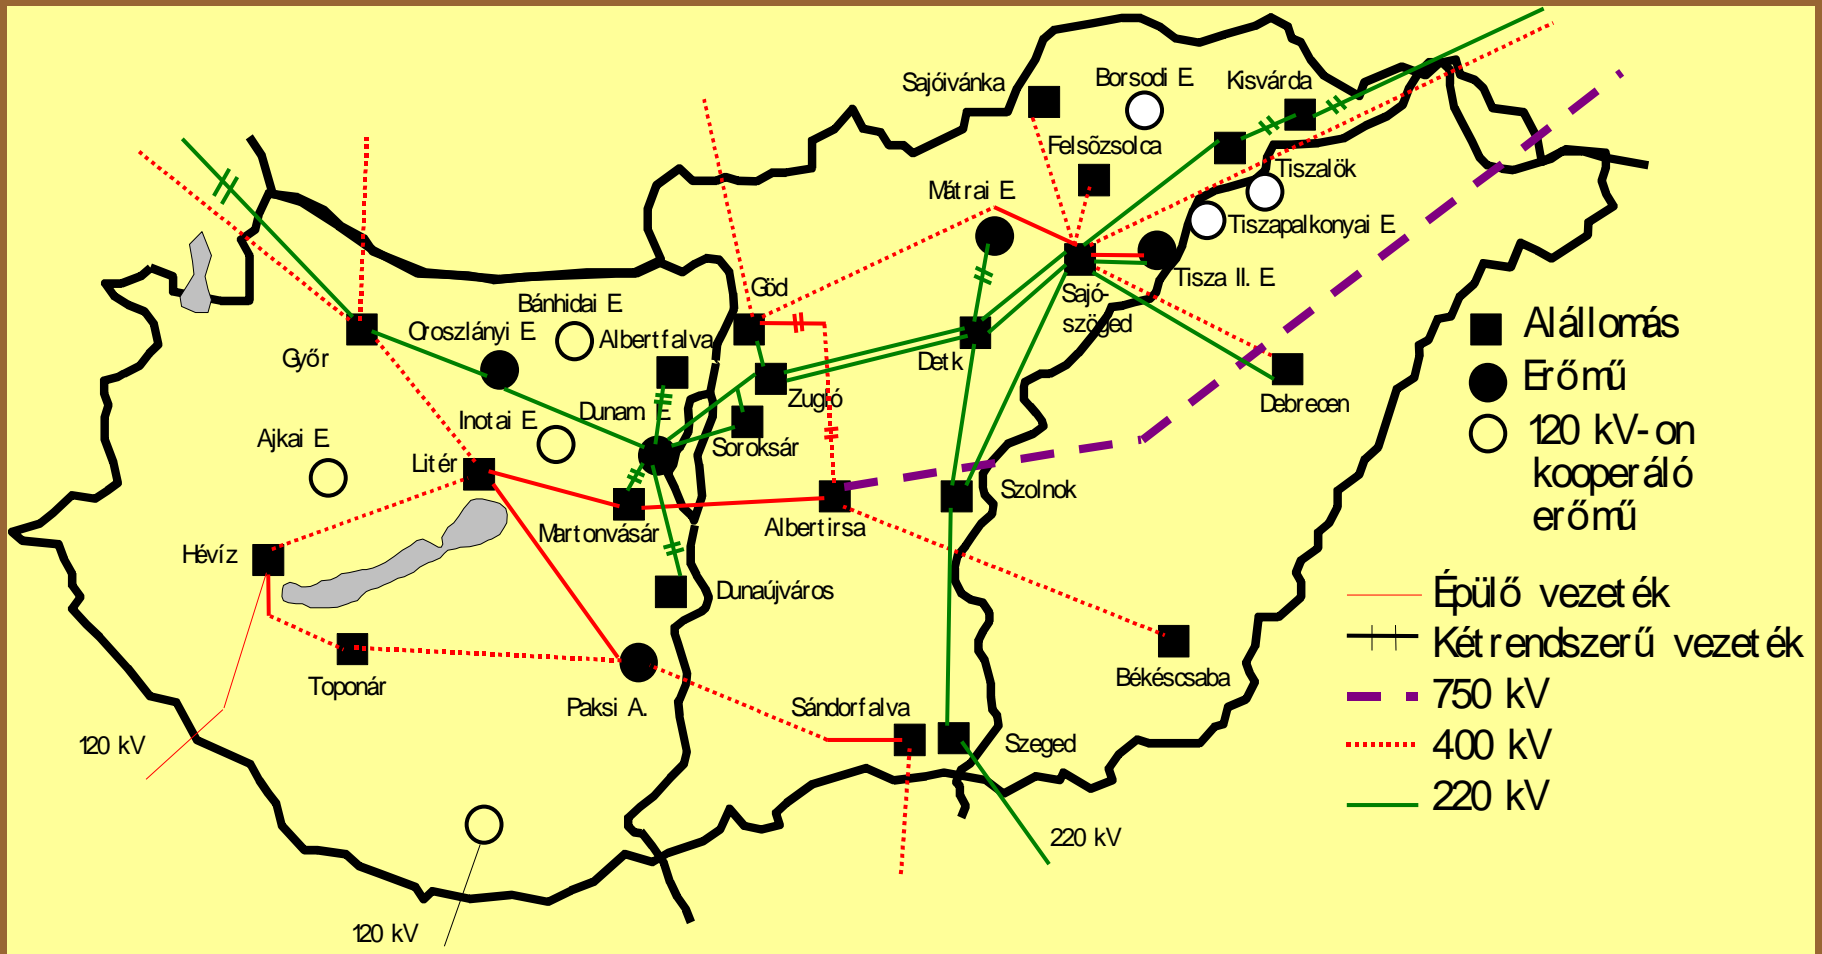 Sajóivánka
Borsodi E.
Kisvárda
Felsõzsolca
Tiszalök
Mátrai E.
Tiszapalkonyai E.
Tisza II. E.
Göd
Bánhidai E.
Oroszlányi E.
Albertfalva
Győr
Sajó-
szöged
Detk
Zugló
Debrecen
Dunam E.
Inotai E.
Ajkai E.
Soroksár
Litér
Szolnok
Martonvásár
Albertirsa
Hévíz
Dunaújváros
Toponár
Paksi A.
Békéscsaba
Sándorfalva
Szeged
120 kV
220 kV
120 kV
Alállomás
Erőmű
120 kV-on
kooperáló
erőmű
Épülő vezeték
Kétrendszerű vezeték
750 kV
400 kV
220 kV